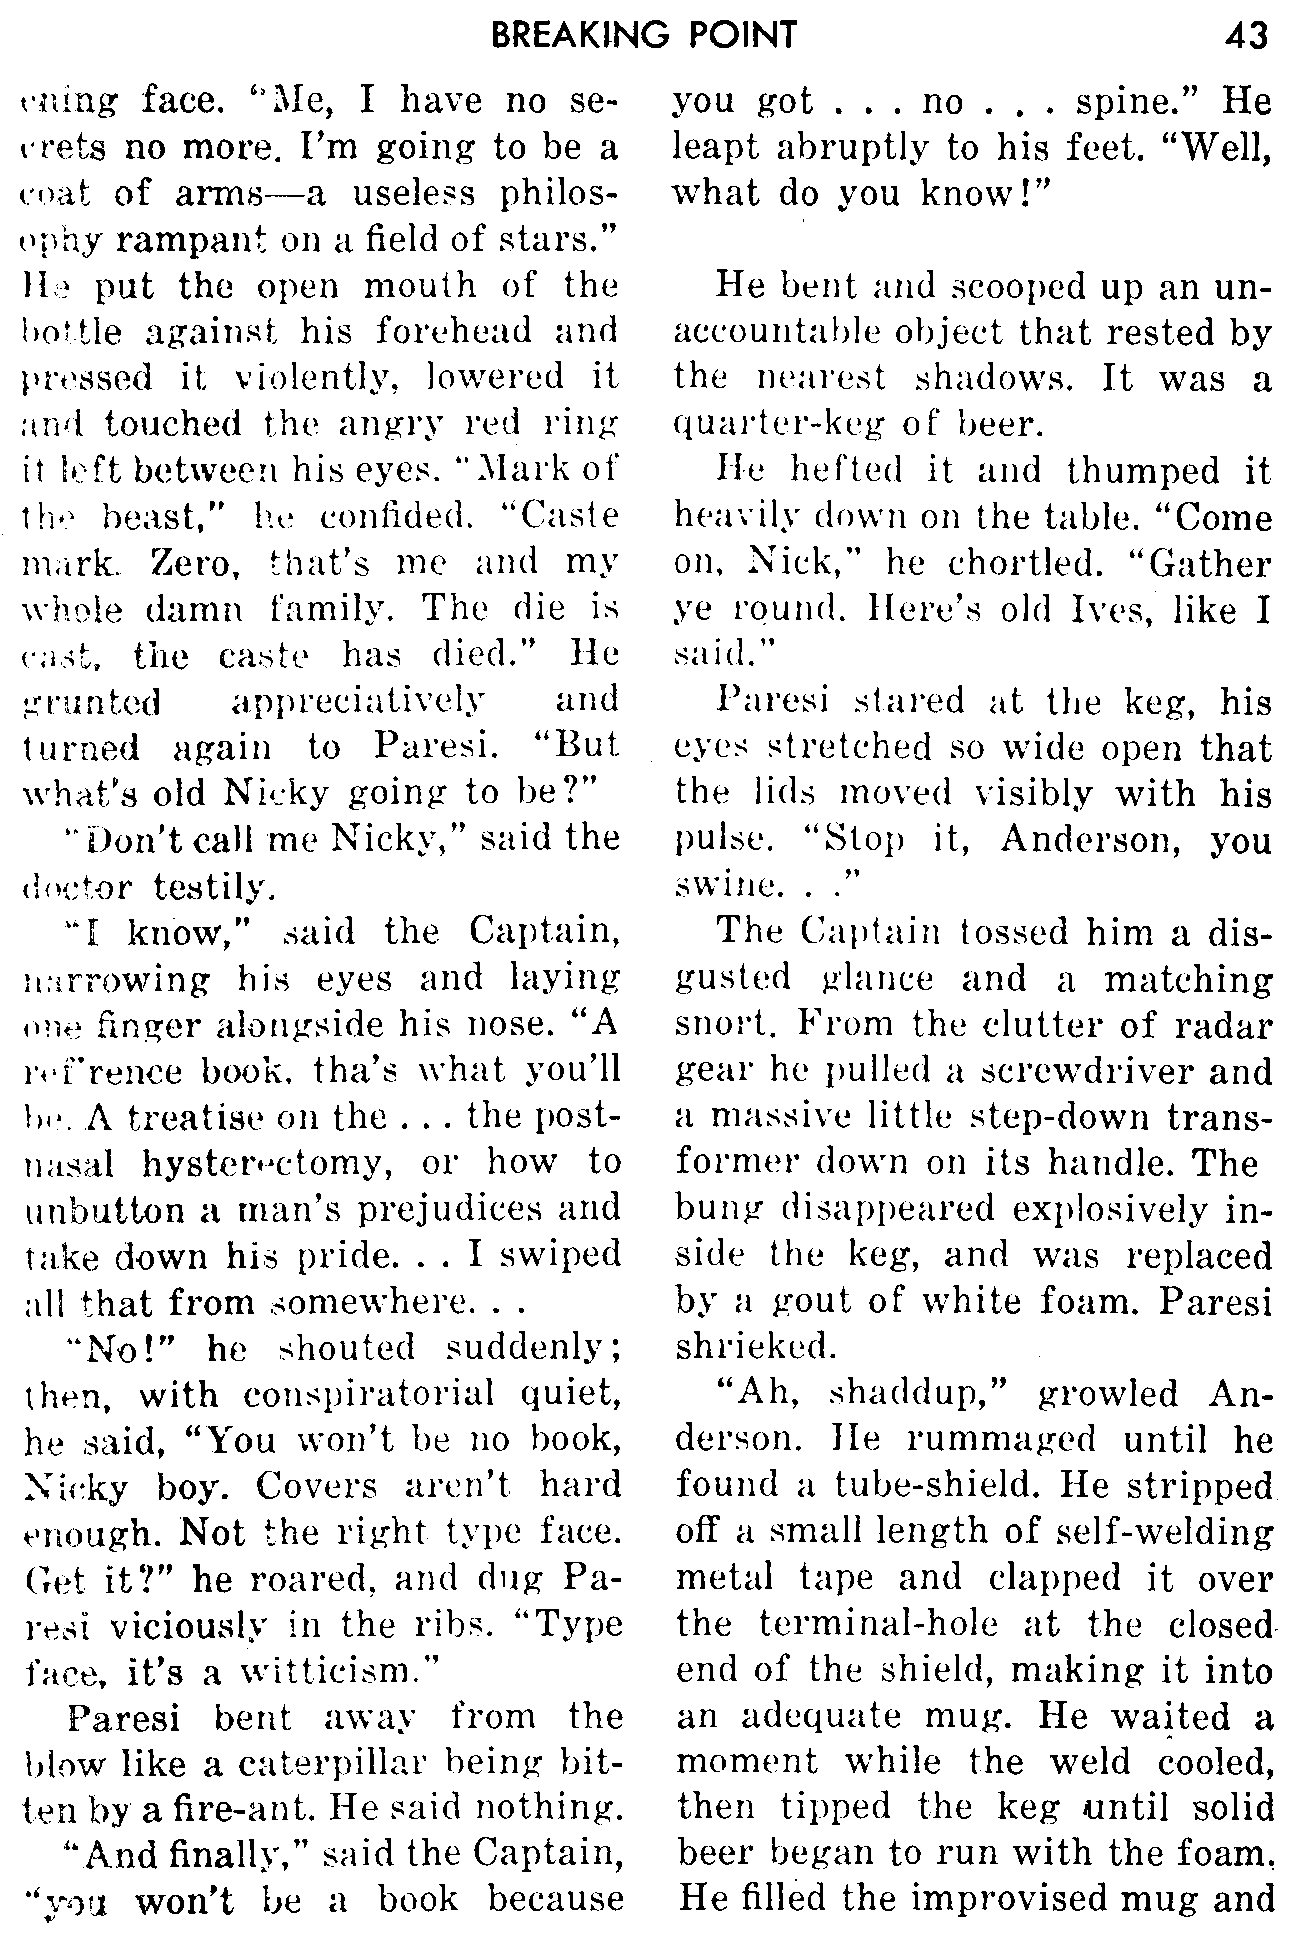 BREAKING POINT 43
ening face. "Me, I have no se-
crets no more. I'm going to be a
coat of arms—a useless philos-
ophy rampant on a field of stars."
He put the open mouth of the
bottle against his forehead and
pressed it violently, lowered it
and touched the angry red ring
it left between his eyes. "Mark of
the beast," he confided. "Caste
mark. Zero, that's me and my
whole damn family. The die is
cast, the caste has died." He
grunted appreciatively and
turned again to Paresi. "But
what's old Nicky going to be?"
"Don't call me Nicky," said the
doctor testily.
"I know," said the Captain,
narrowing his eyes and laying
one finger alongside his nose. "A
ref'rence book, tha's what you'll
be. A treatise on the . . . the post-
nasal hysterectomy, or how to
unbutton a man's prejudices and
take down his pride. . . I swiped
all that from somewhere. . .
"No!" he shouted suddenly;
then, with conspiratorial quiet,
he said, "You won't be no book,
Nicky boy. Covers aren't hard
enough. Not the right type face.
Get it?" he roared, and dug Pa-
resi viciously in the ribs. "Type
face, it's a witticism."
Paresi bent away from the
blow like a caterpillar being bit-
ten by a fire-ant. He said nothing.
"And finally," said the Captain,
"you won't be a book because
you got . . . no . . . spine." He
leapt abruptly to his feet. "Well,
what do you know!"
He bent and scooped up an un-
accountable object that rested by
the nearest shadows. It was a
quarter-keg of beer.
He hefted it and thumped it
heavily down on the table. "Come
on, Nick," he chortled. "Gather
ye round. Here's old Ives, like I
said."
Paresi stared at the keg, his
eyes stretched so wide open that
the lids moved visibly with his
pulse. "Stop it, Anderson, you
swine. . ."
The Captain tossed him a dis-
gusted glance and a matching
snort. From the clutter of radar
gear he pulled a screwdriver and
a massive little step-down trans-
former down on its handle. The
bung disappeared explosively in-
side the keg, and was replaced
by a gout of white foam. Paresi
shrieked.
"Ah, shaddup," growled An-
derson. He rummaged until he
found a tube-shield. He stripped
off a small length of self-welding
metal tape and clapped it over
the terminal-hole at the closed
end of the shield, making it into
an adequate mug. He waited a
moment while the weld cooled,
then tipped the keg until solid
beer began to run with the foam.
He filled the improvised mug and